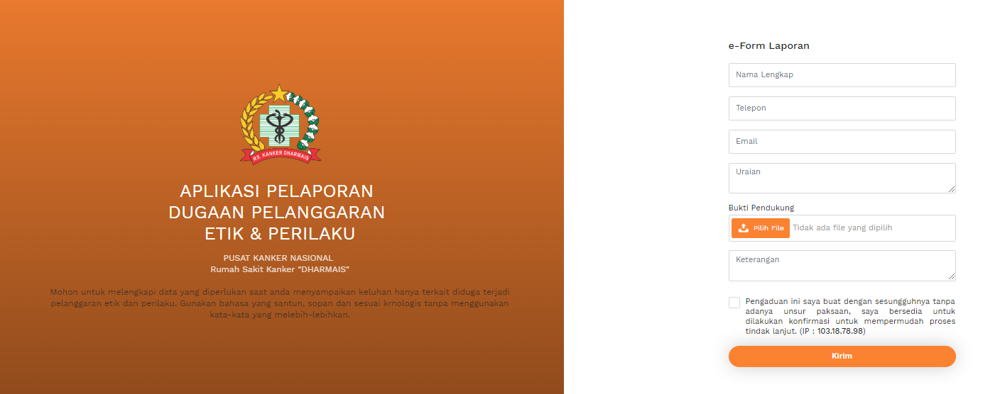 RS. KANKER DHARMAIS
APLIKASI PELAPORAN
DUGAAN PELANGGARAN
ETIK & PERILAKU
PUSAT KANKER NASIONAL
Rumah Sakit Kanker "DHARMAIS"
Mohon untuk melengkapi data yang diperlukan saat anda menyampaikan keluhan hanya terkait diduga terjadi
pelanggaran etik dan perilaku. Gunakan bahasa yang santun, sopan dan sesuai krnologis tanpa menggunakan
kata-kata yang melebih-lebihkan.
e-Form Laporan
Nama Lengkap
Telepon
Email
Uraian
Bukti Pendukung
Pilih File Tidak ada file yang dipilih
Keterangan
Pengaduan ini saya buat dengan sesungguhnya tanpa
adanya unsur paksaan, saya bersedia untuk
dilakukan konfirmasi untuk mempermudah proses
tindak lanjut. (IP : 103.18.78.98)
Kirim